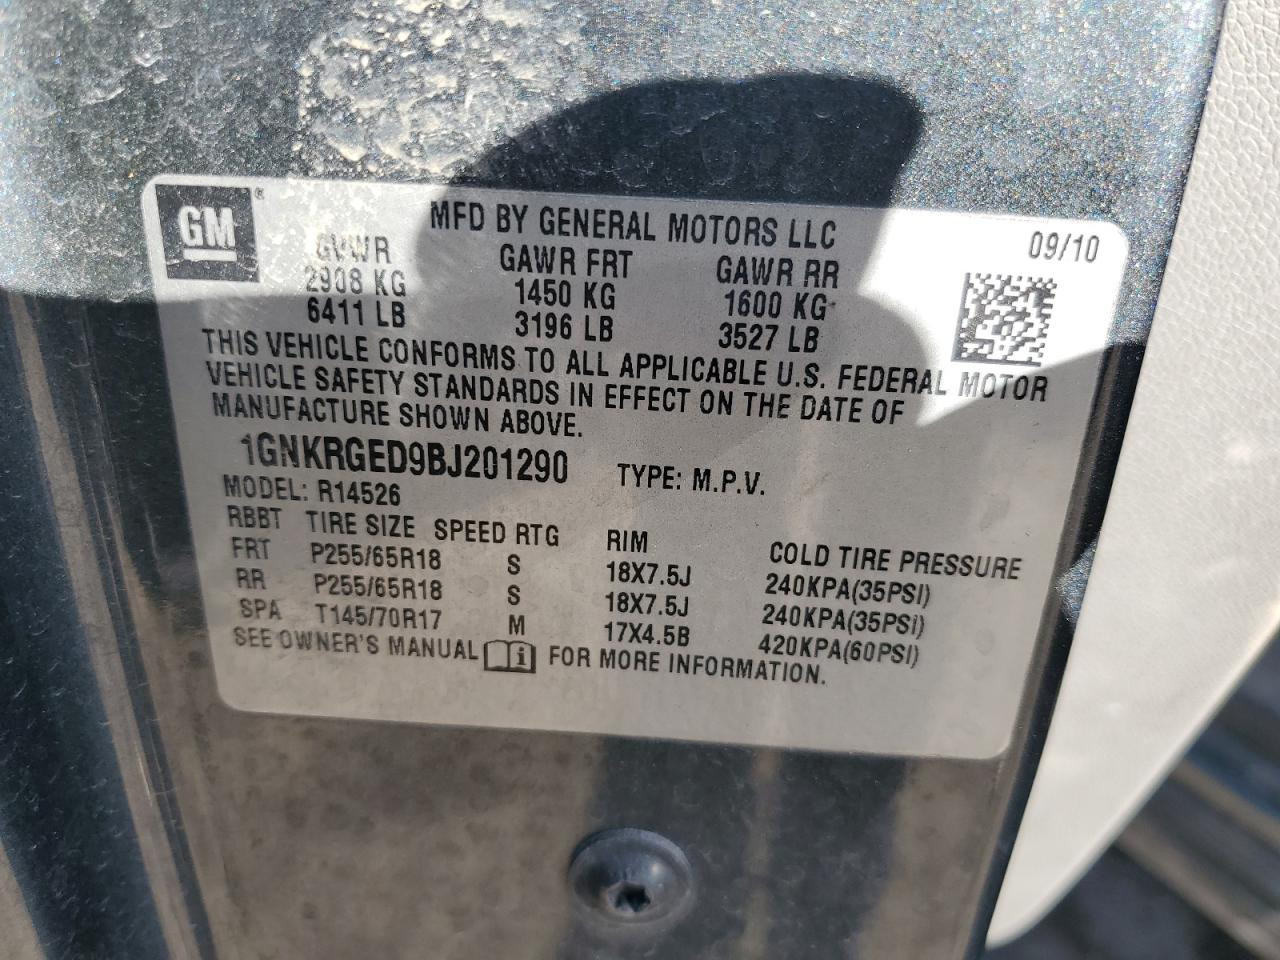 GM®
MFD BY GENERAL MOTORS LLC 09/10
GVWR GAWR FRT GAWR RR
2908 KG 1450 KG 1600 KG
6411 LB 3196 LB 3527 LB
THIS VEHICLE CONFORMS TO ALL APPLICABLE U.S. FEDERAL MOTOR
VEHICLE SAFETY STANDARDS IN EFFECT ON THE DATE OF
MANUFACTURE SHOWN ABOVE.
1GNKRGED9BJ201290 TYPE: M.P.V.
MODEL: R14526
RBBT TIRE SIZE SPEED RTG RIM COLD TIRE PRESSURE
FRT P255/65R18 S 18X7.5J 240KPA(35PSI)
RR P255/65R18 S 18X7.5J 240KPA(35PSI)
SPA T145/70R17 M 17X4.5B 420KPA(60PSI)
SEE OWNER'S MANUAL i FOR MORE INFORMATION.